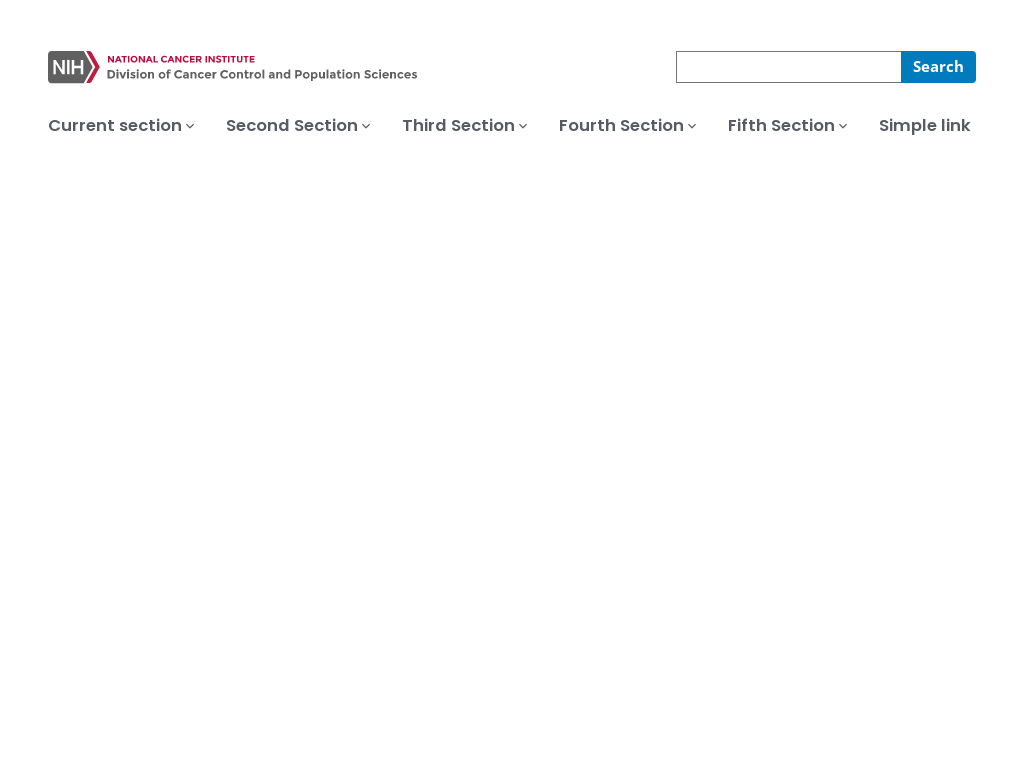 NIH
NATIONAL CANCER INSTITUTE
Division of Cancer Control and Population Sciences
Search
Current section
Second Section
Third Section
Fourth Section
Fifth Section
Simple link